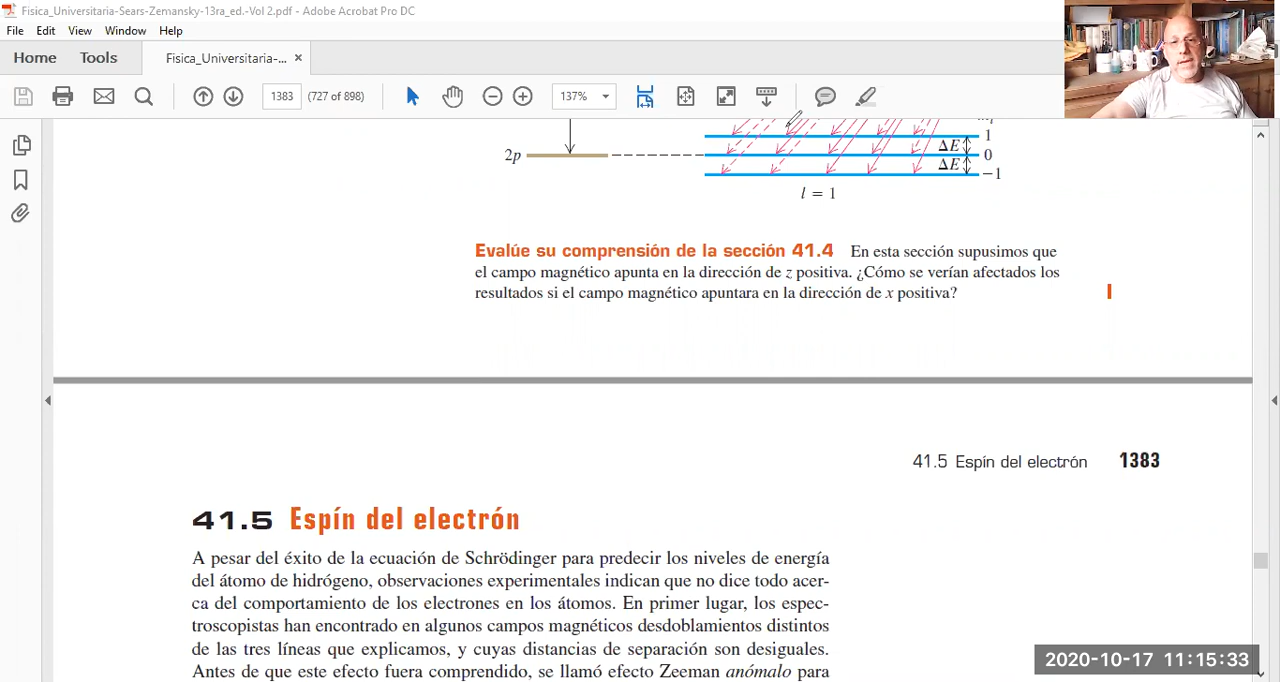 Fisica_Universitaria-Sears-Zemansky-13ra_ed.-Vol 2.pdf - Adobe Acrobat Pro DC
File Edit View Window Help
Home Tools Fisica_Universitaria-... ×
1383 (727 of 898) 137%
1
2p ΔE 0
ΔE −1
l = 1
Evalúe su comprensión de la sección 41.4 En esta sección supusimos que
el campo magnético apunta en la dirección de z positiva. ¿Cómo se verían afectados los
resultados si el campo magnético apuntara en la dirección de x positiva?
41.5 Espín del electrón 1383
41.5 Espín del electrón
A pesar del éxito de la ecuación de Schrödinger para predecir los niveles de energía
del átomo de hidrógeno, observaciones experimentales indican que no dice todo acer-
ca del comportamiento de los electrones en los átomos. En primer lugar, los espec-
troscopistas han encontrado en algunos campos magnéticos desdoblamientos distintos
de las tres líneas que explicamos, y cuyas distancias de separación son desiguales.
Antes de que este efecto fuera comprendido, se llamó efecto Zeeman anómalo para
2020-10-17 11:15:33